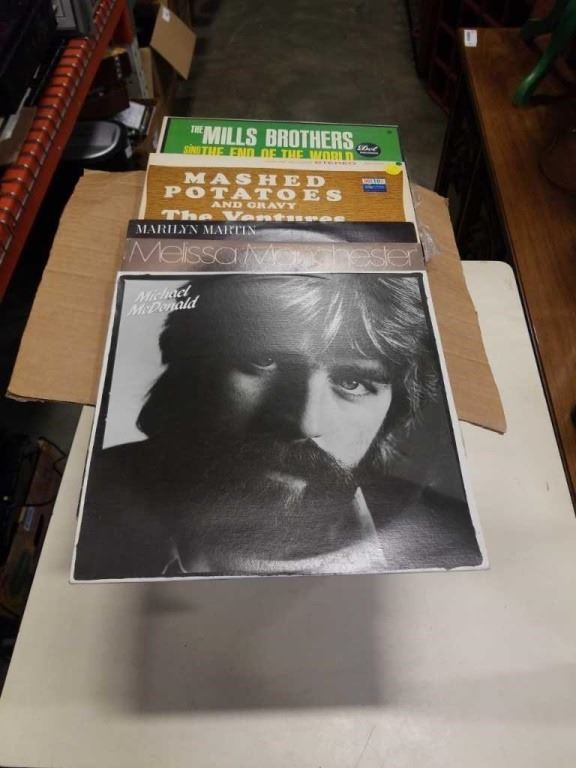 THE MILLS BROTHERS
SING THE END OF THE WORLD
Dot
STEREO
MASHED
POTATOES
AND GRAVY
The Ventures
MARILYN MARTIN
Melissa Manchester
Michael
McDonald